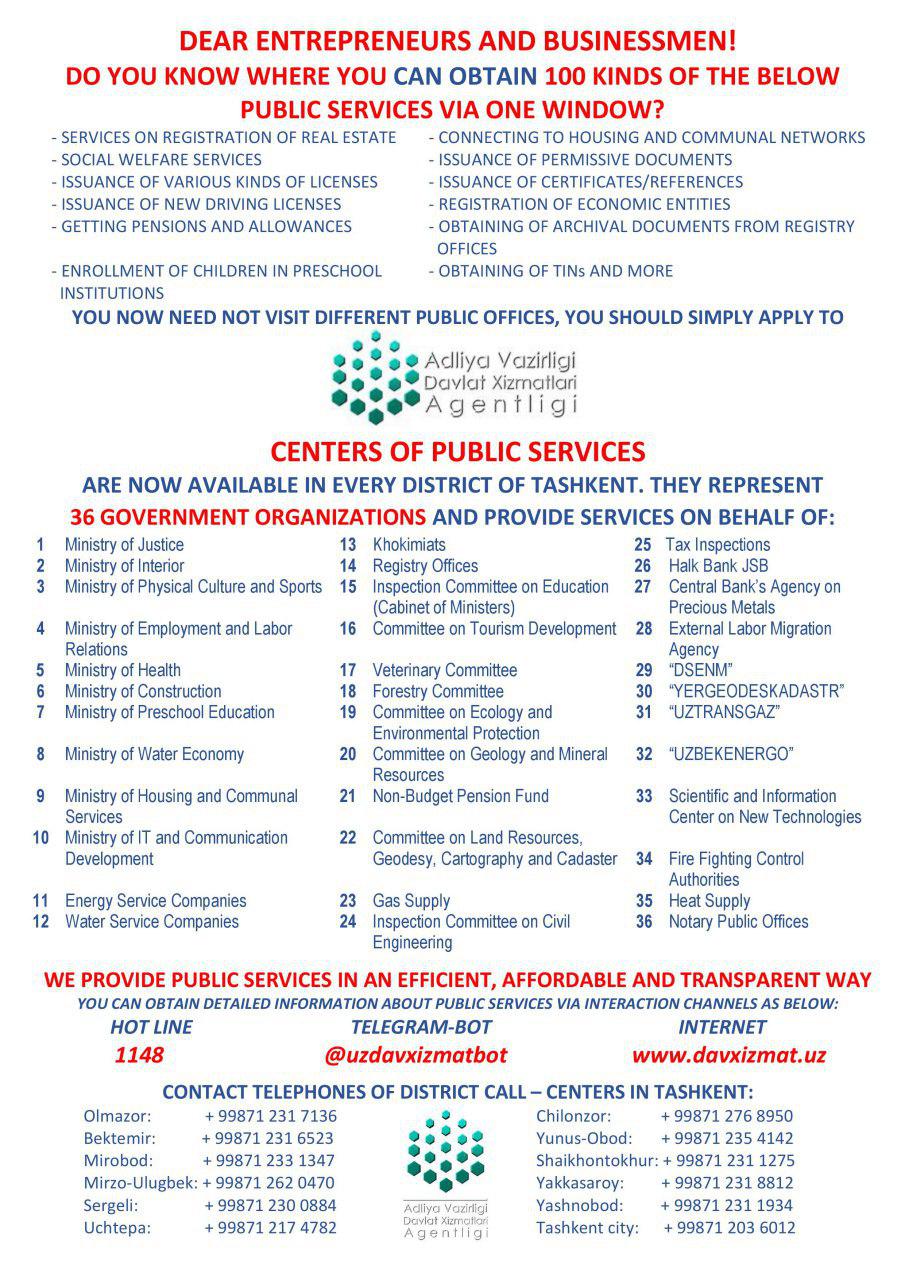 DEAR ENTREPRENEURS AND BUSINESSMEN!
DO YOU KNOW WHERE YOU CAN OBTAIN 100 KINDS OF THE BELOW
PUBLIC SERVICES VIA ONE WINDOW?
- SERVICES ON REGISTRATION OF REAL ESTATE
- SOCIAL WELFARE SERVICES
- ISSUANCE OF VARIOUS KINDS OF LICENSES
- ISSUANCE OF NEW DRIVING LICENSES
- GETTING PENSIONS AND ALLOWANCES
- ENROLLMENT OF CHILDREN IN PRESCHOOL
INSTITUTIONS
- CONNECTING TO HOUSING AND COMMUNAL NETWORKS
- ISSUANCE OF PERMISSIVE DOCUMENTS
- ISSUANCE OF CERTIFICATES/REFERENCES
- REGISTRATION OF ECONOMIC ENTITIES
- OBTAINING OF ARCHIVAL DOCUMENTS FROM REGISTRY
OFFICES
- OBTAINING OF TINs AND MORE
YOU NOW NEED NOT VISIT DIFFERENT PUBLIC OFFICES, YOU SHOULD SIMPLY APPLY TO
Adliya Vazirligi
Davlat Xizmatlari
Agentligi
CENTERS OF PUBLIC SERVICES
ARE NOW AVAILABLE IN EVERY DISTRICT OF TASHKENT. THEY REPRESENT
36 GOVERNMENT ORGANIZATIONS AND PROVIDE SERVICES ON BEHALF OF:
1 Ministry of Justice
2 Ministry of Interior
3 Ministry of Physical Culture and Sports
4 Ministry of Employment and Labor
Relations
5 Ministry of Health
6 Ministry of Construction
7 Ministry of Preschool Education
8 Ministry of Water Economy
9 Ministry of Housing and Communal
Services
10 Ministry of IT and Communication
Development
11 Energy Service Companies
12 Water Service Companies
13 Khokimiats
14 Registry Offices
15 Inspection Committee on Education
(Cabinet of Ministers)
16 Committee on Tourism Development
17 Veterinary Committee
18 Forestry Committee
19 Committee on Ecology and
Environmental Protection
20 Committee on Geology and Mineral
Resources
21 Non-Budget Pension Fund
22 Committee on Land Resources,
Geodesy, Cartography and Cadaster
23 Gas Supply
24 Inspection Committee on Civil
Engineering
25 Tax Inspections
26 Halk Bank JSB
27 Central Bank's Agency on
Precious Metals
28 External Labor Migration
Agency
29 “DSENM”
30 “YERGEODESKADASTR”
31 “UZTRANSGAZ”
32 “UZBEKENERGO”
33 Scientific and Information
Center on New Technologies
34 Fire Fighting Control
Authorities
35 Heat Supply
36 Notary Public Offices
WE PROVIDE PUBLIC SERVICES IN AN EFFICIENT, AFFORDABLE AND TRANSPARENT WAY
YOU CAN OBTAIN DETAILED INFORMATION ABOUT PUBLIC SERVICES VIA INTERACTION CHANNELS AS BELOW:
HOT LINE
1148
TELEGRAM-BOT
@uzdavxizmatbot
INTERNET
www.davxizmat.uz
CONTACT TELEPHONES OF DISTRICT CALL – CENTERS IN TASHKENT:
Olmazor: + 99871 231 7136
Bektemir: + 99871 231 6523
Mirobod: + 99871 233 1347
Mirzo-Ulugbek: + 99871 262 0470
Sergeli: + 99871 230 0884
Uchtepa: + 99871 217 4782
Adliya Vazirligi
Davlat Xizmatlari
Agentligi
Chilonzor: + 99871 276 8950
Yunus-Obod: + 99871 235 4142
Shaikhontokhur: + 99871 231 1275
Yakkasaroy: + 99871 231 8812
Yashnobod: + 99871 231 1934
Tashkent city: + 99871 203 6012